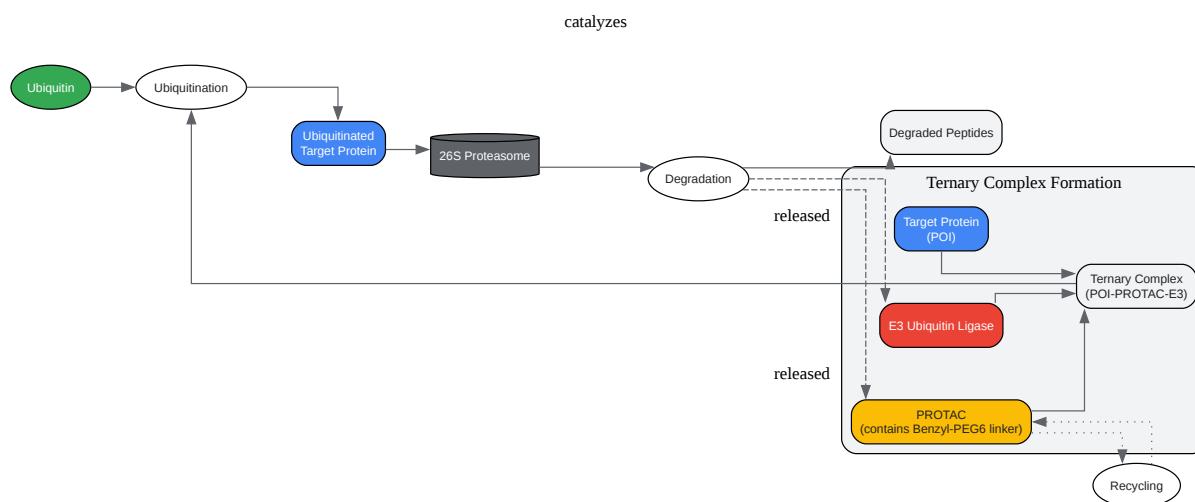 catalyzes
Ubiquitin
Ubiquitination
Ubiquitinated
Target Protein
26S Proteasome
Degradation
Degraded Peptides
Ternary Complex Formation
released
Target Protein
(POI)
Ternary Complex
(POI-PROTAC-E3)
E3 Ubiquitin Ligase
released
PROTAC
(contains Benzyl-PEG6 linker)
Recycling